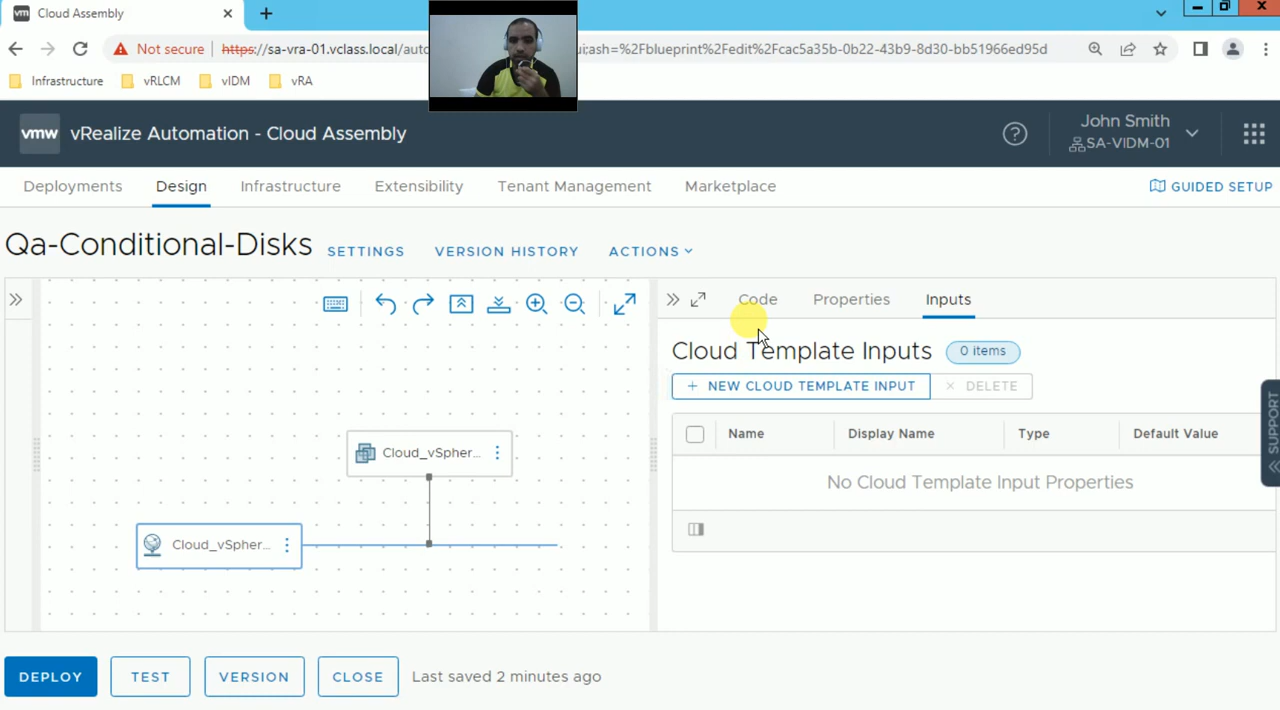 vm Cloud Assembly
Not secure https://sa-vra-01.vclass.local/auto ui;ash=%2Fblueprint%2Fedit%2Fcac5a35b-0b22-43b9-8d30-bb51966ed95d
Infrastructure vRLCM vIDM vRA
vmw vRealize Automation - Cloud Assembly
John Smith
SA-VIDM-01
Deployments Design Infrastructure Extensibility Tenant Management Marketplace GUIDED SETUP
Qa-Conditional-Disks SETTINGS VERSION HISTORY ACTIONS
Code Properties Inputs
Cloud Template Inputs 0 items
+ NEW CLOUD TEMPLATE INPUT × DELETE
Name Display Name Type Default Value
Cloud_vSpher...
No Cloud Template Input Properties
Cloud_vSpher...
SUPPORT
DEPLOY TEST VERSION CLOSE Last saved 2 minutes ago